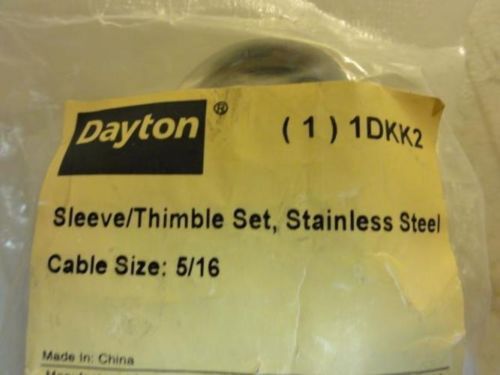 Dayton® (1) 1DKK2
Sleeve/Thimble Set, Stainless Steel
Cable Size: 5/16
Made in: China